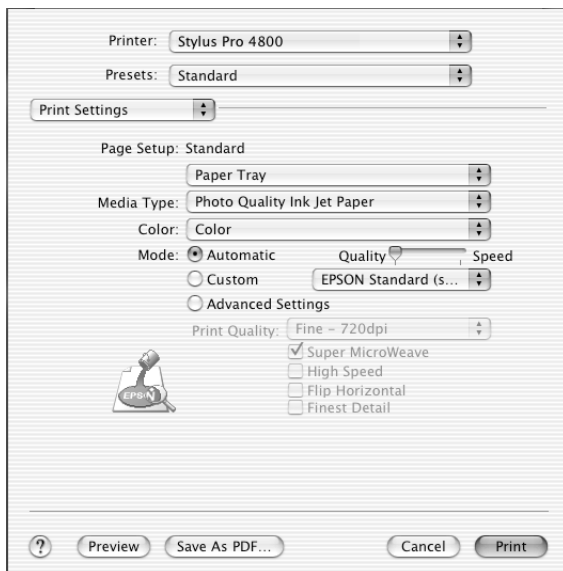 Printer: Stylus Pro 4800
Presets: Standard
Print Settings
Page Setup: Standard
Paper Tray
Media Type: Photo Quality Ink Jet Paper
Color: Color
Mode: Automatic Quality Speed
Custom EPSON Standard (s...
Advanced Settings
Print Quality: Fine - 720dpi
Super MicroWeave
High Speed
Flip Horizontal
Finest Detail
EPSON
? Preview Save As PDF... Cancel Print